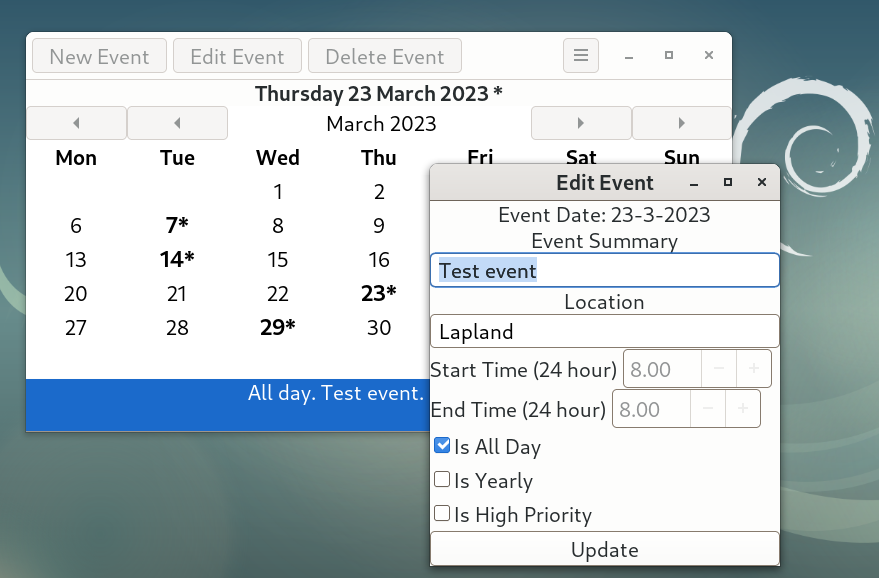 New Event Edit Event Delete Event
Thursday 23 March 2023 *
March 2023
Mon Tue Wed Thu Fri Sat Sun
1 2
6 7* 8 9
13 14* 15 16
20 21 22 23*
27 28 29* 30
All day. Test event.
Edit Event
Event Date: 23-3-2023
Event Summary
Test event
Location
Lapland
Start Time (24 hour) 8.00 − +
End Time (24 hour) 8.00 − +
Is All Day
Is Yearly
Is High Priority
Update